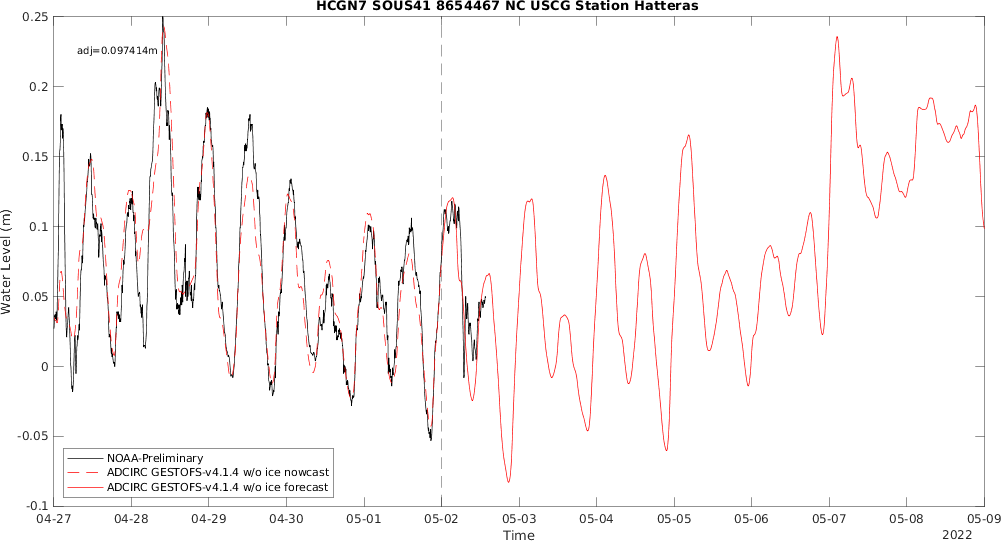 HCGN7 SOUS41 8654467 NC USCG Station Hatteras
adj=0.097414m
0.25
0.2
0.15
0.1
0.05
0
-0.05
-0.1
Water Level (m)
NOAA-Preliminary
ADCIRC GESTOFS-v4.1.4 w/o ice nowcast
ADCIRC GESTOFS-v4.1.4 w/o ice forecast
04-27 04-28 04-29 04-30 05-01 05-02 05-03 05-04 05-05 05-06 05-07 05-08 05-09
Time
2022